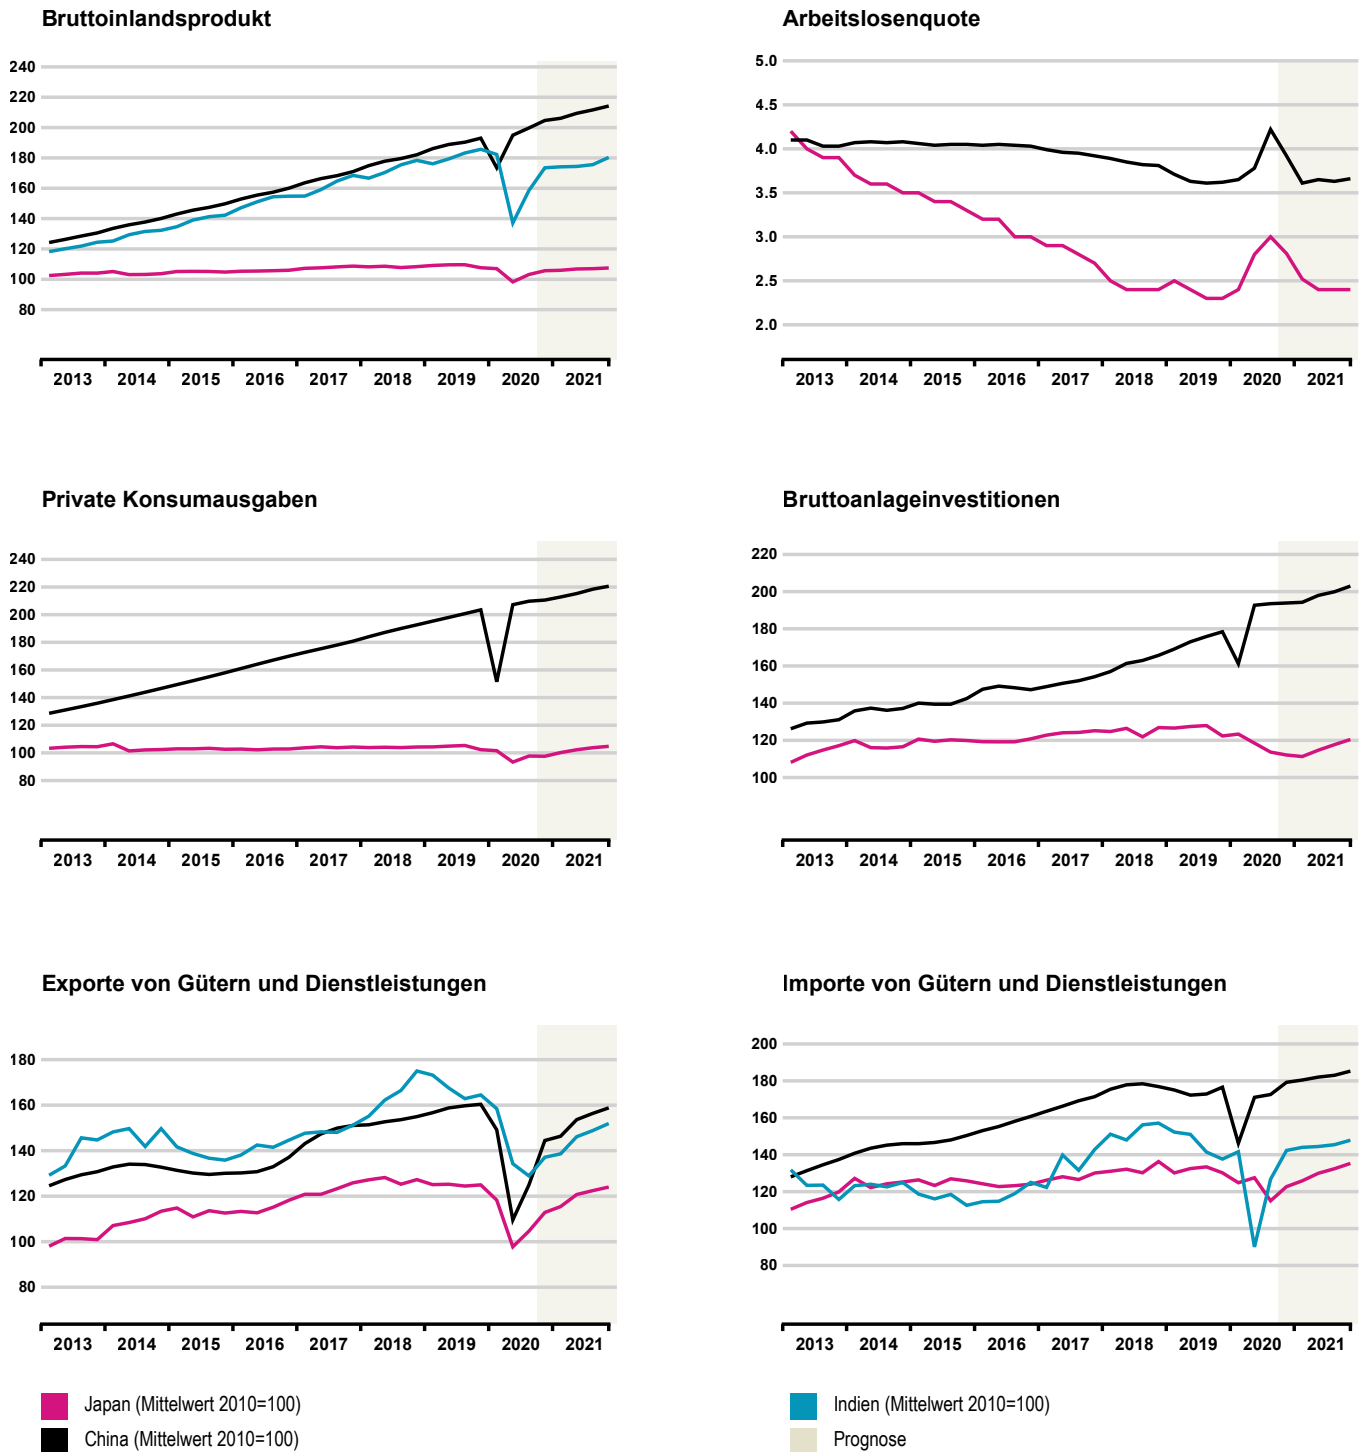 Bruttoinlandsprodukt
240
220
200
180
160
140
120
100
80
2013 2014 2015 2016 2017 2018 2019 2020 2021
Arbeitslosenquote
5.0
4.5
4.0
3.5
3.0
2.5
2.0
2013 2014 2015 2016 2017 2018 2019 2020 2021
Private Konsumausgaben
240
220
200
180
160
140
120
100
80
2013 2014 2015 2016 2017 2018 2019 2020 2021
Bruttoanlageinvestitionen
220
200
180
160
140
120
100
2013 2014 2015 2016 2017 2018 2019 2020 2021
Exporte von Gütern und Dienstleistungen
180
160
140
120
100
80
2013 2014 2015 2016 2017 2018 2019 2020 2021
Importe von Gütern und Dienstleistungen
200
180
160
140
120
100
80
2013 2014 2015 2016 2017 2018 2019 2020 2021
Japan (Mittelwert 2010=100)
China (Mittelwert 2010=100)
Indien (Mittelwert 2010=100)
Prognose